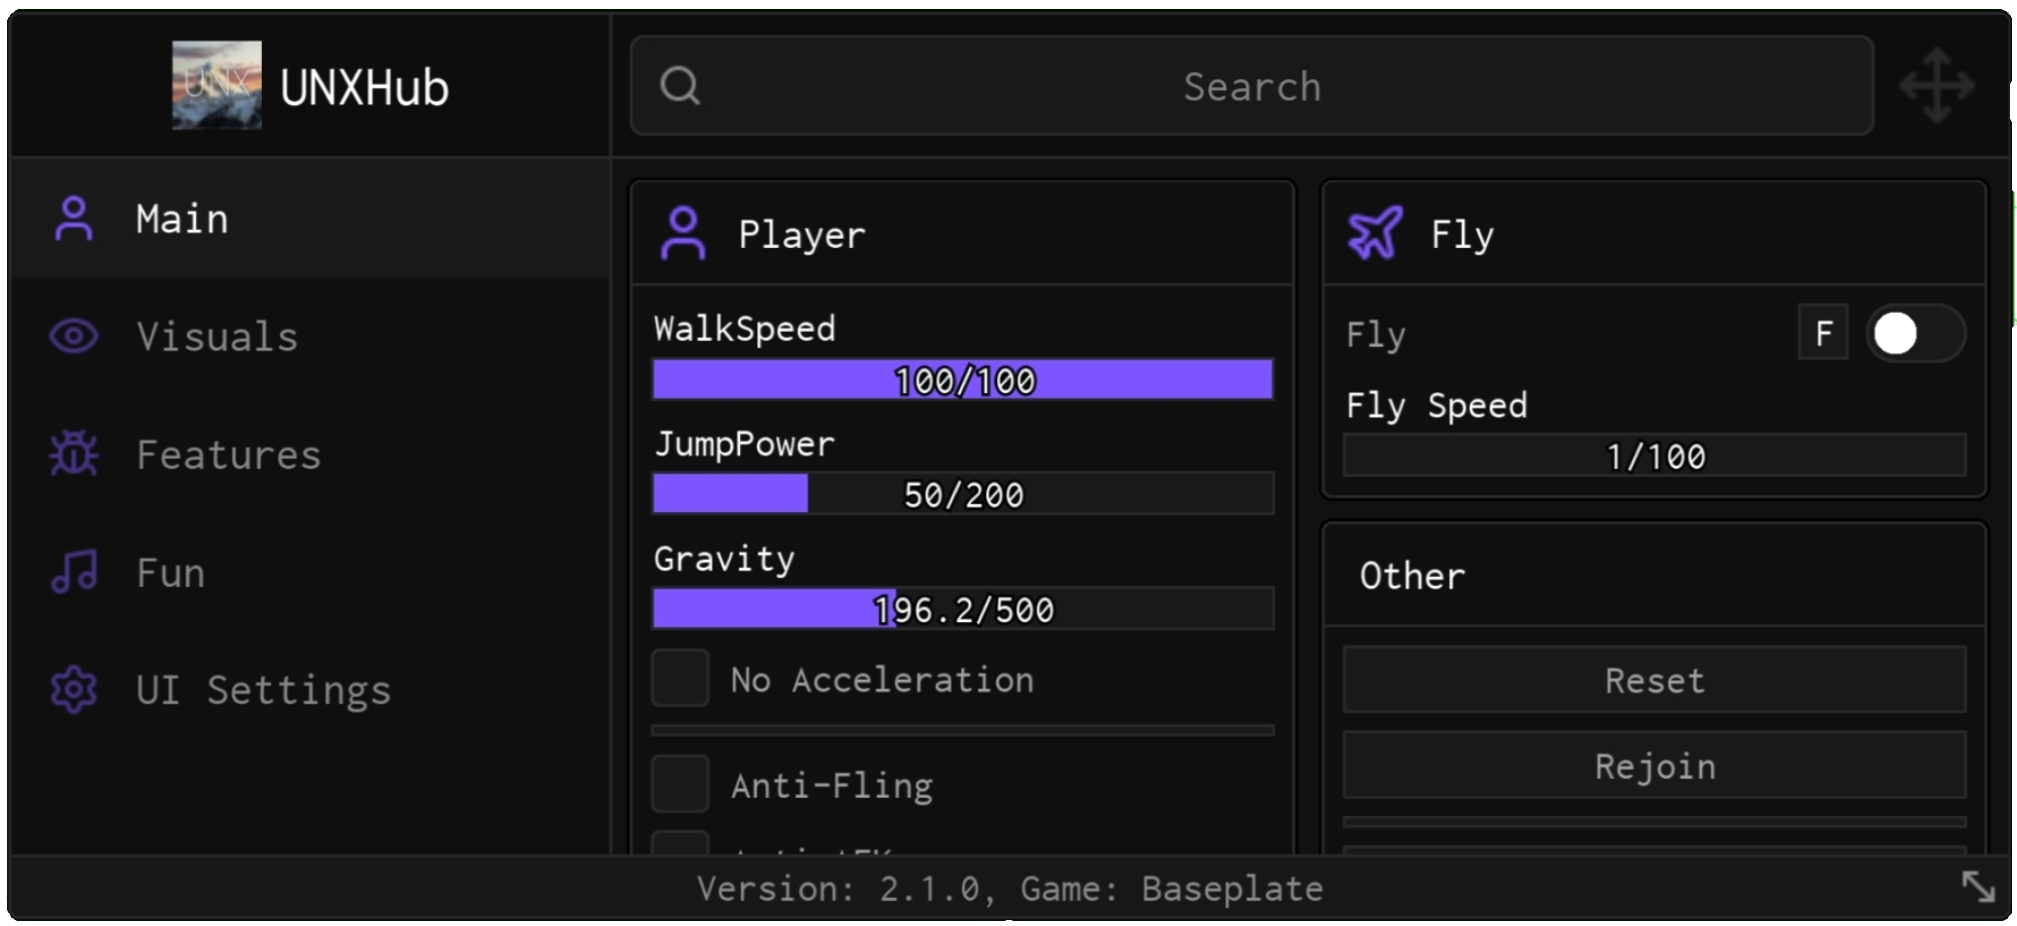 UNX
UNXHub
Search
Main
Visuals
Features
Fun
UI Settings
Player
WalkSpeed
100/100
JumpPower
50/200
Gravity
196.2/500
No Acceleration
Anti-Fling
Fly
Fly
F
Fly Speed
1/100
Other
Reset
Rejoin
Version: 2.1.0, Game: Baseplate